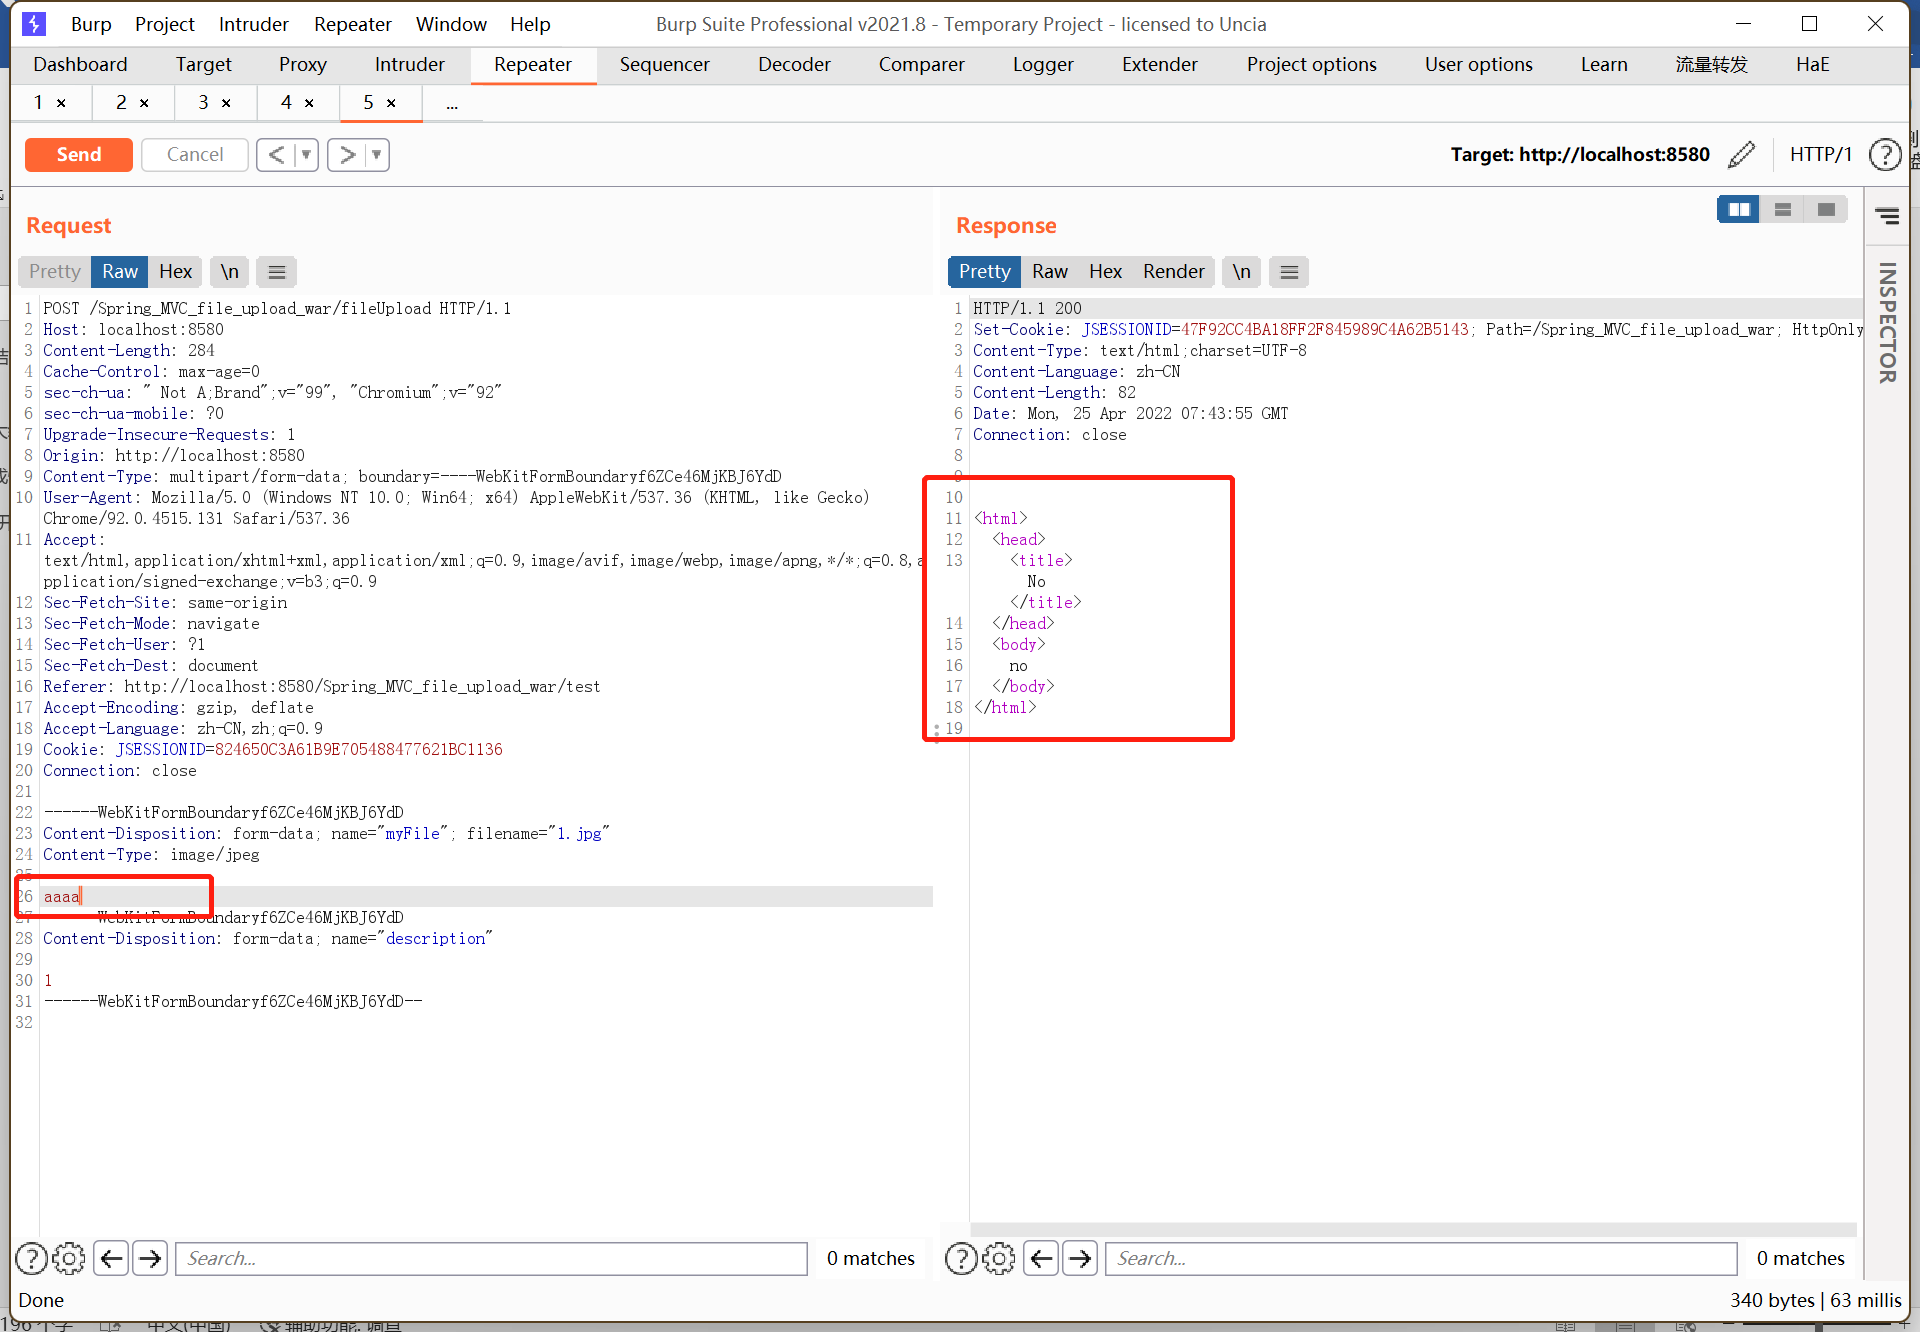 Burp Project Intruder Repeater Window Help Burp Suite Professional v2021.8 - Temporary Project - licensed to Uncia
Dashboard Target Proxy Intruder Repeater Sequencer Decoder Comparer Logger Extender Project options User options Learn 流量转发 HaE
1 × 2 × 3 × 4 × 5 × ...
Send Cancel < ▼ > ▼ Target: http://localhost:8580 HTTP/1 ?
Request
Pretty Raw Hex \n
1 POST /Spring_MVC_file_upload_war/fileUpload HTTP/1.1
2 Host: localhost:8580
3 Content-Length: 284
4 Cache-Control: max-age=0
5 sec-ch-ua: " Not A;Brand";v="99", "Chromium";v="92"
6 sec-ch-ua-mobile: ?0
7 Upgrade-Insecure-Requests: 1
8 Origin: http://localhost:8580
9 Content-Type: multipart/form-data; boundary=----WebKitFormBoundaryf6ZCe46MjKBJ6YdD
10 User-Agent: Mozilla/5.0 (Windows NT 10.0; Win64; x64) AppleWebKit/537.36 (KHTML, like Gecko)
Chrome/92.0.4515.131 Safari/537.36
11 Accept:
text/html,application/xhtml+xml,application/xml;q=0.9,image/avif,image/webp,image/apng,*/*;q=0.8,a
pplication/signed-exchange;v=b3;q=0.9
12 Sec-Fetch-Site: same-origin
13 Sec-Fetch-Mode: navigate
14 Sec-Fetch-User: ?1
15 Sec-Fetch-Dest: document
16 Referer: http://localhost:8580/Spring_MVC_file_upload_war/test
17 Accept-Encoding: gzip, deflate
18 Accept-Language: zh-CN,zh;q=0.9
19 Cookie: JSESSIONID=824650C3A61B9E705488477621BC1136
20 Connection: close
21
22 ------WebKitFormBoundaryf6ZCe46MjKBJ6YdD
23 Content-Disposition: form-data; name="myFile"; filename="1.jpg"
24 Content-Type: image/jpeg
25
26 aaaa
27 WebKitFormBoundaryf6ZCe46MjKBJ6YdD
28 Content-Disposition: form-data; name="description"
29
30 1
31 ------WebKitFormBoundaryf6ZCe46MjKBJ6YdD--
32
? Search... 0 matches
Response
Pretty Raw Hex Render \n
1 HTTP/1.1 200
2 Set-Cookie: JSESSIONID=47F92CC4BA18FF2F845989C4A62B5143; Path=/Spring_MVC_file_upload_war; HttpOnly
3 Content-Type: text/html;charset=UTF-8
4 Content-Language: zh-CN
5 Content-Length: 82
6 Date: Mon, 25 Apr 2022 07:43:55 GMT
7 Connection: close
8
9
10
11 <html>
12 <head>
13 <title>
No
</title>
14 </head>
15 <body>
16 no
17 </body>
18 </html>
19
? Search... 0 matches
INSPECTOR
Done 340 bytes | 63 millis